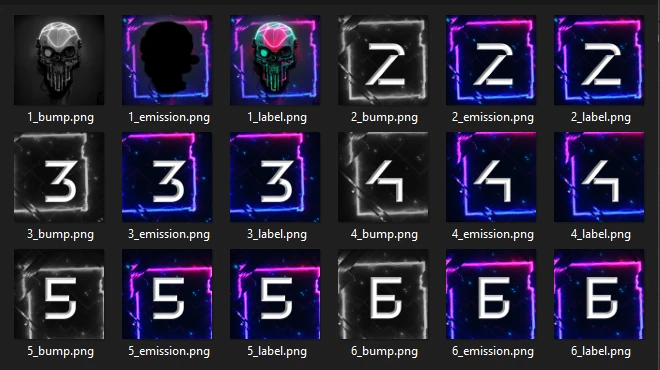 2 2 2
1_bump.png 1_emission.png 1_label.png 2_bump.png 2_emission.png 2_label.png
3 3 3 4 4 4
3_bump.png 3_emission.png 3_label.png 4_bump.png 4_emission.png 4_label.png
5 5 5 6 6 6
5_bump.png 5_emission.png 5_label.png 6_bump.png 6_emission.png 6_label.png